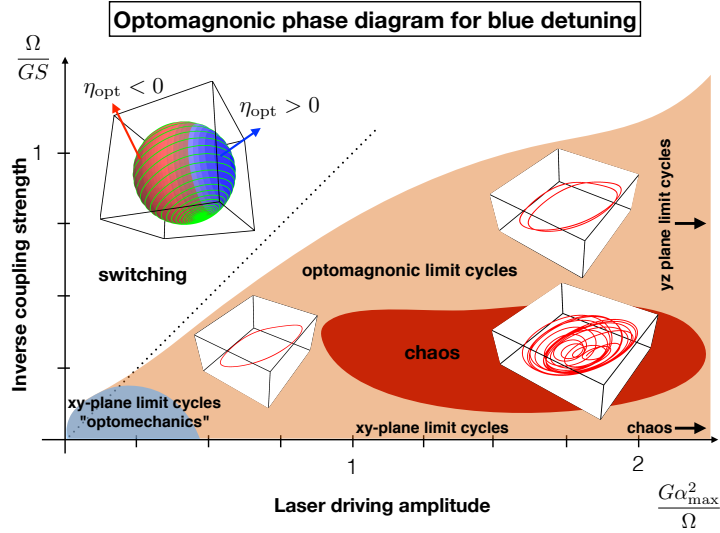 Optomagnonic phase diagram for blue detuning
Ω
GS
η_opt < 0
η_opt > 0
1
Inverse coupling strength
switching
optomagnonic limit cycles
yz plane limit cycles
chaos
xy-plane limit cycles
"optomechanics"
xy-plane limit cycles
chaos
1
2
Laser driving amplitude
Gα²_max
Ω